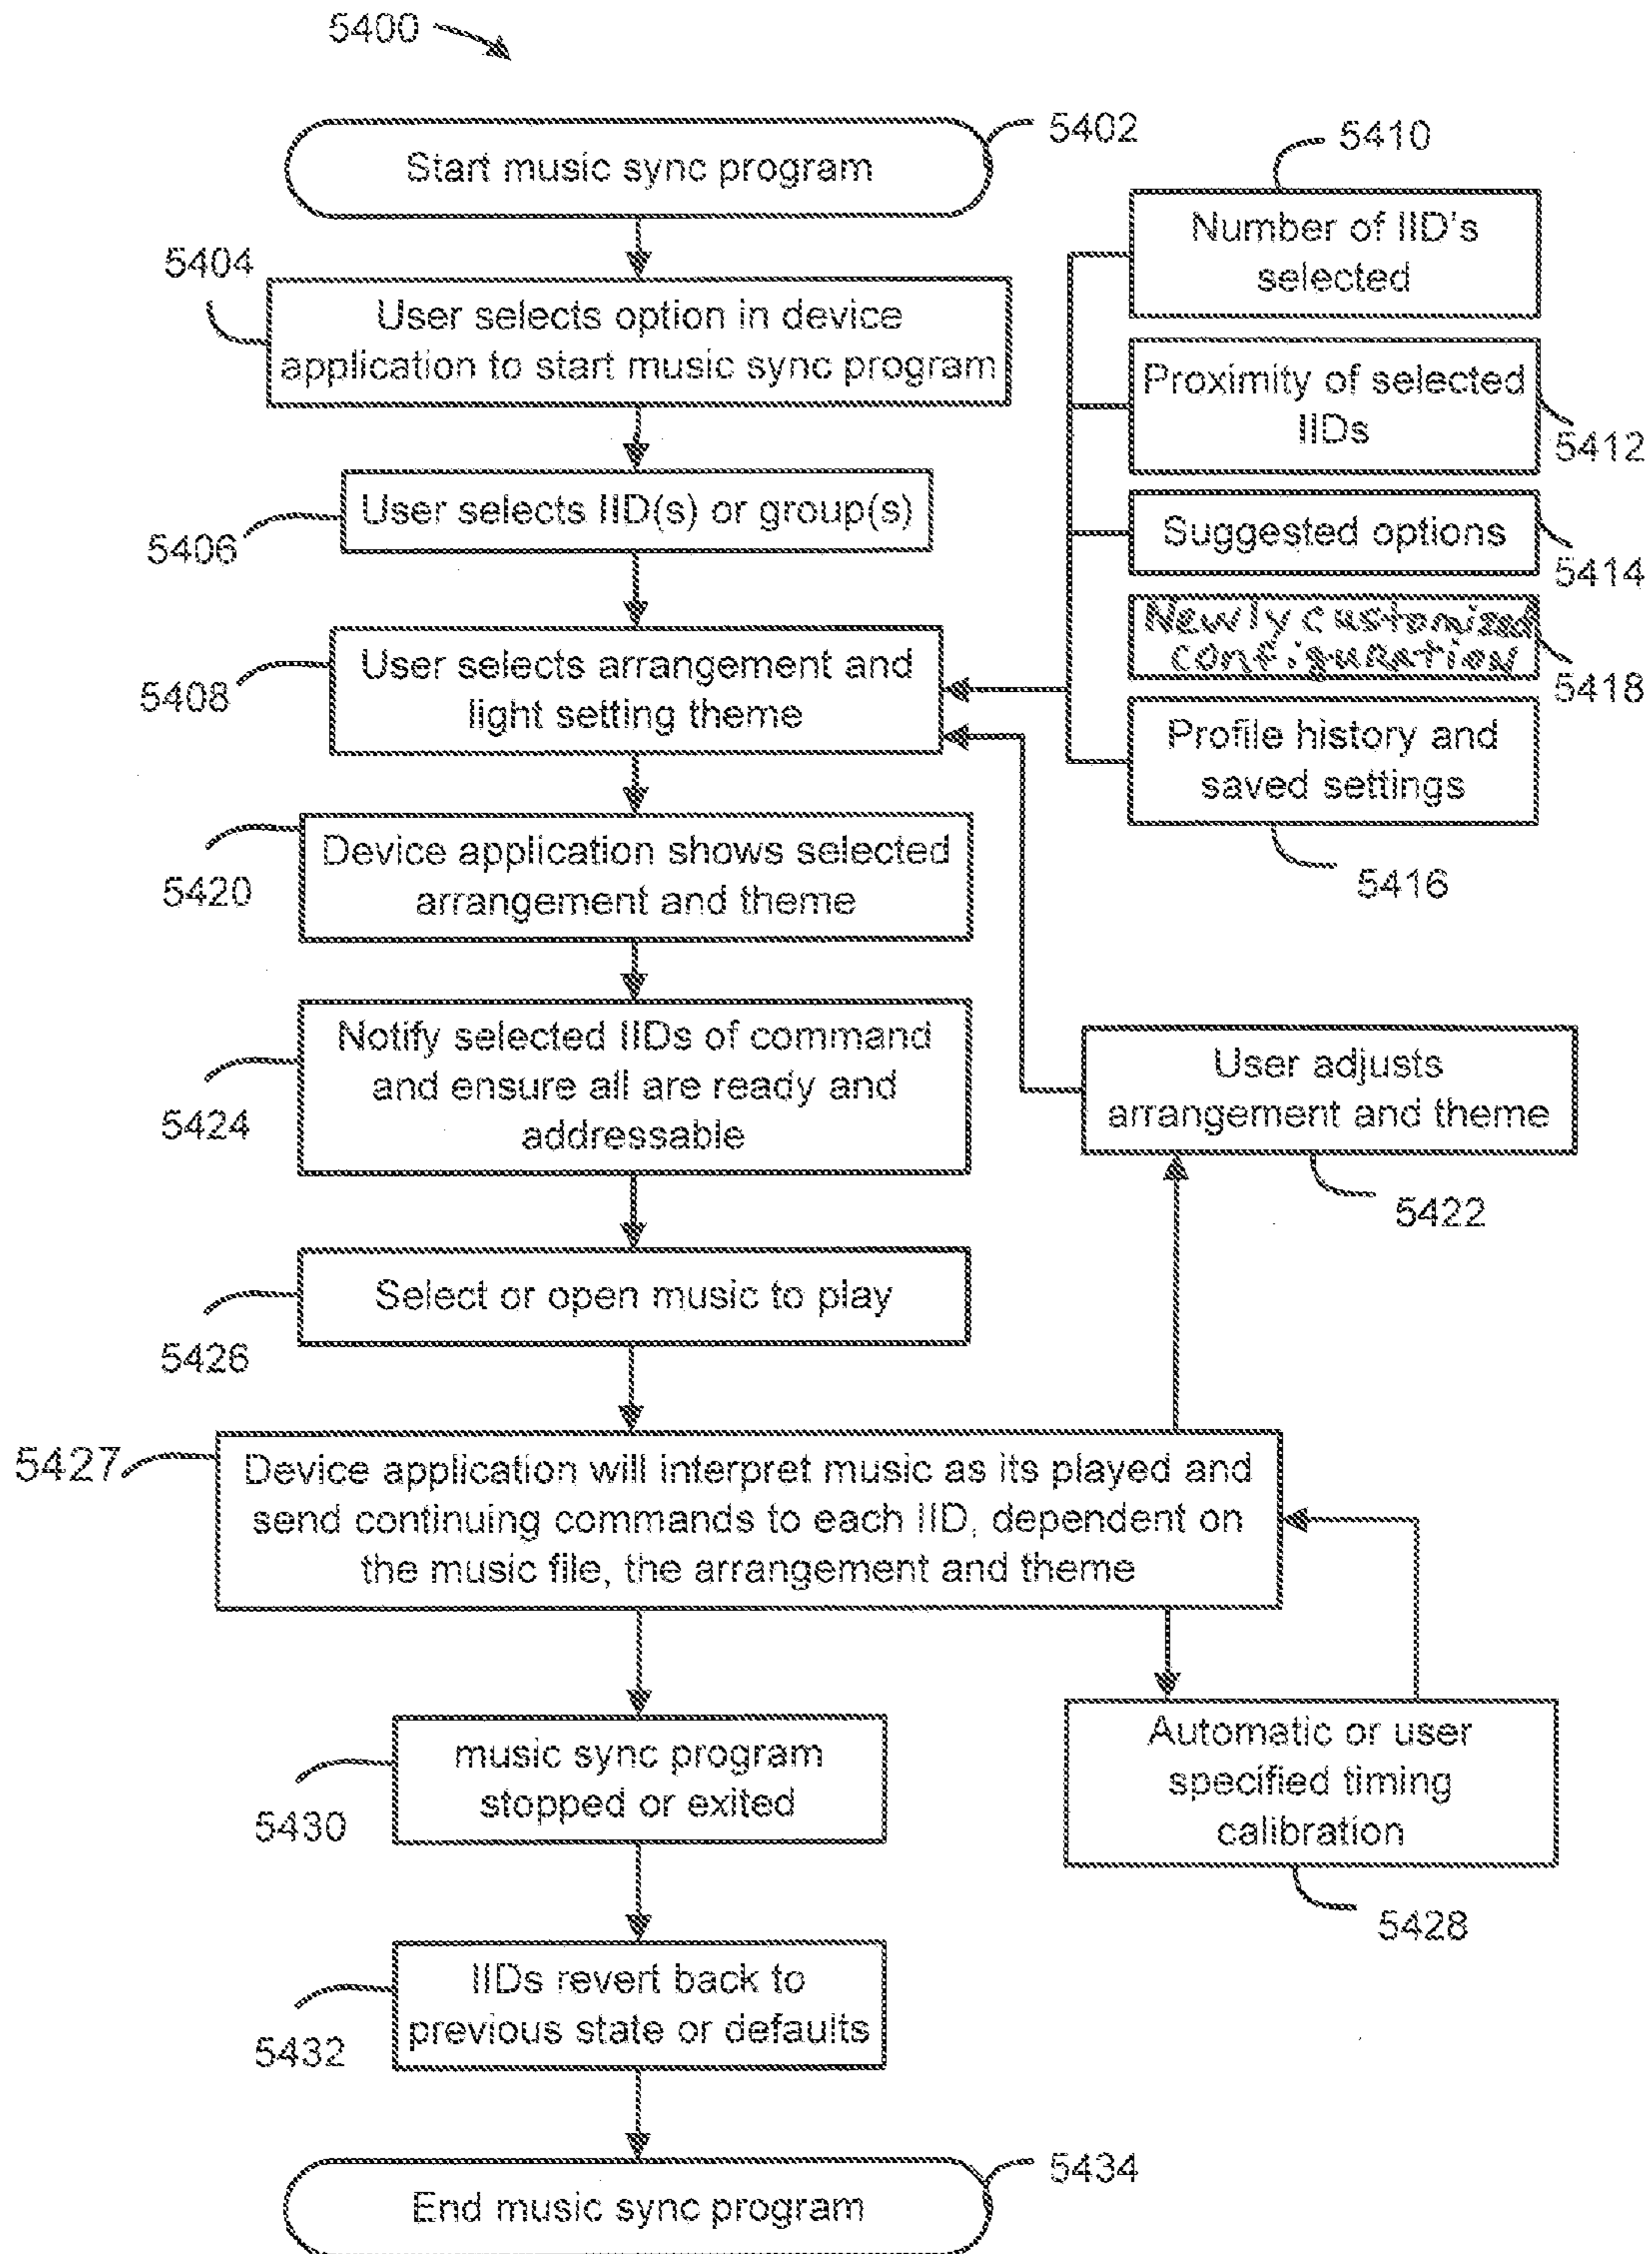 5400
5402
Start music sync program
5404
User selects option in device
application to start music sync program
5406
User selects IID(s) or group(s)
5408
User selects arrangement and
light setting theme
5410
Number of IID's
selected
Proximity of selected
IIDs
5412
Suggested options
5414
Newly customized
configuration
5418
Profile history and
saved settings
5416
5420
Device application shows selected
arrangement and theme
5424
Notify selected IIDs of command
and ensure all are ready and
addressable
User adjusts
arrangement and theme
5422
5426
Select or open music to play
5427
Device application will interpret music as its played and
send continuing commands to each IID, dependent on
the music file, the arrangement and theme
5430
music sync program
stopped or exited
Automatic or user
specified timing
calibration
5428
5432
IIDs revert back to
previous state or defaults
5434
End music sync program